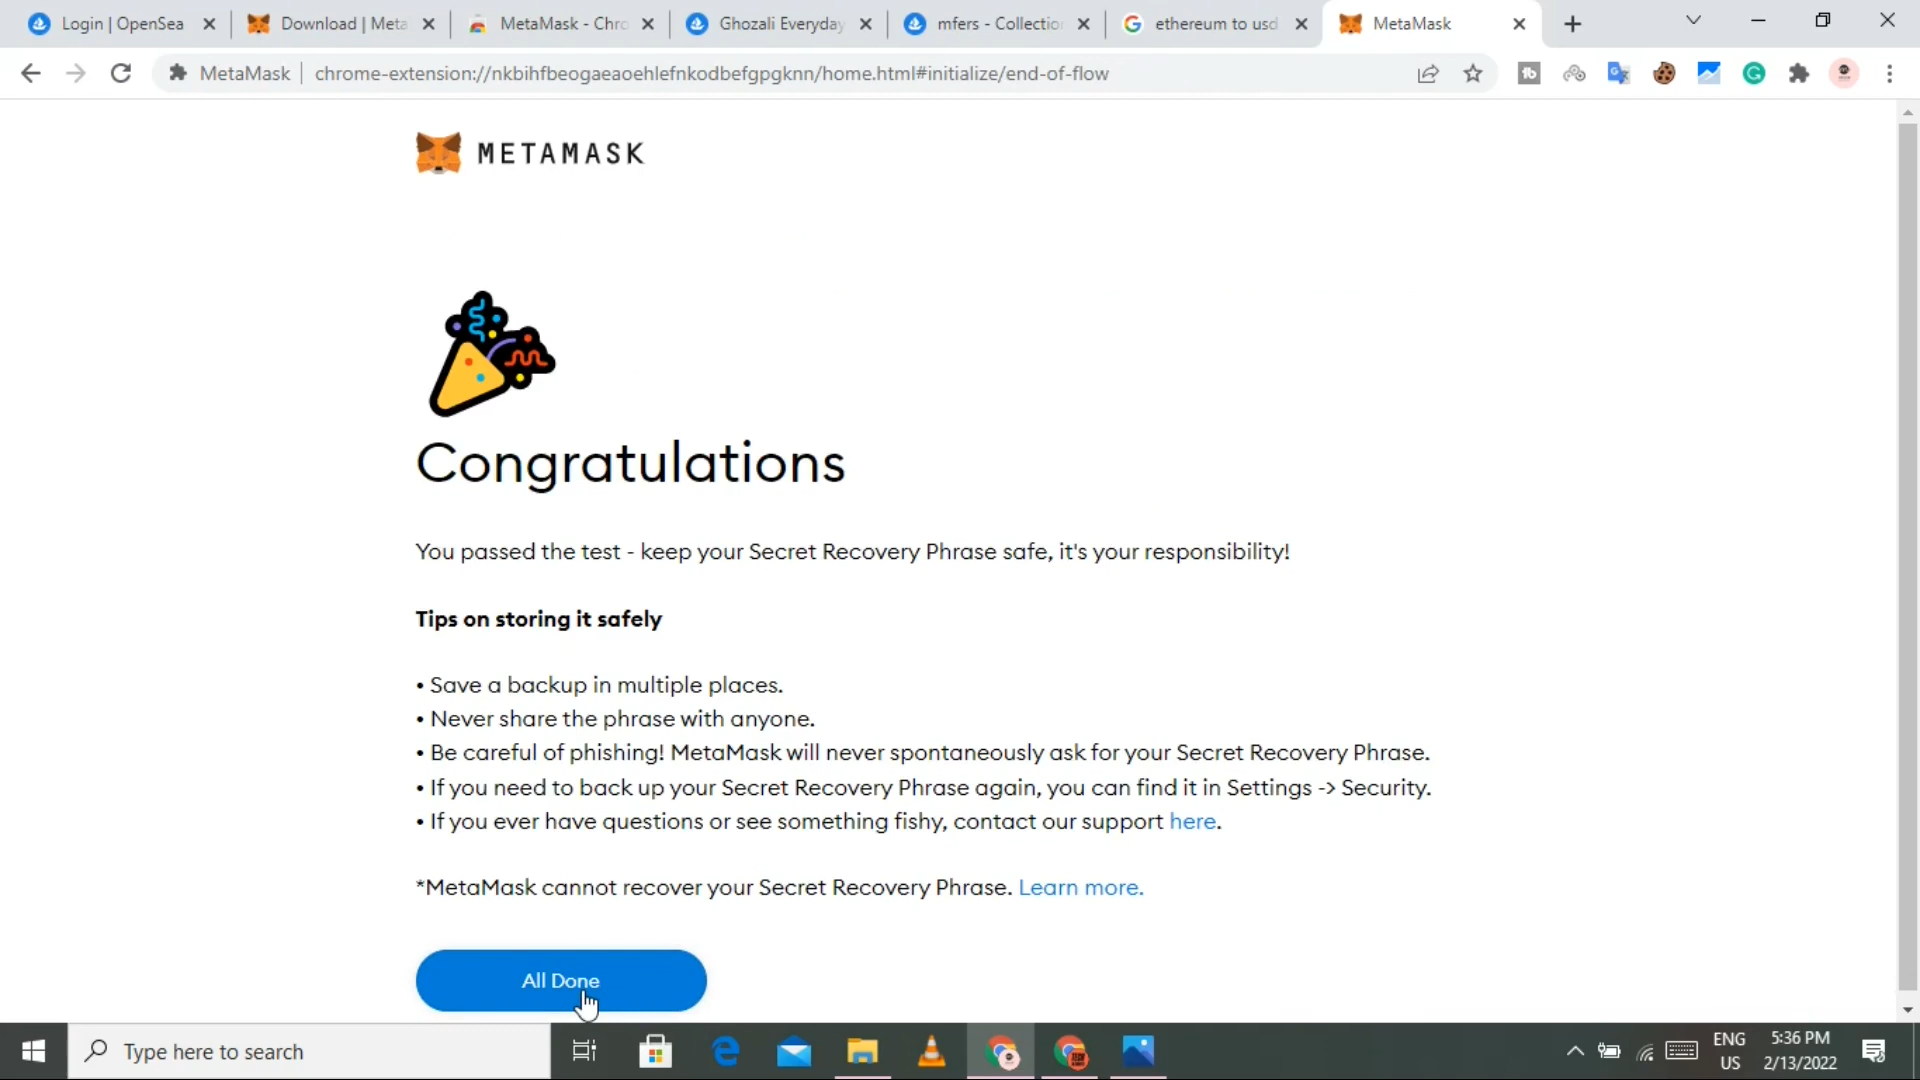 Login | OpenSea
Download | Meta
MetaMask - Chro
Ghozali Everyday
mfers - Collection
ethereum to usd
MetaMask
MetaMask
chrome-extension://nkbihfbeogaeaoehlefnkodbefgpgknn/home.html#initialize/end-of-flow
METAMASK
Congratulations
You passed the test - keep your Secret Recovery Phrase safe, it's your responsibility!
Tips on storing it safely
• Save a backup in multiple places.
• Never share the phrase with anyone.
• Be careful of phishing! MetaMask will never spontaneously ask for your Secret Recovery Phrase.
• If you need to back up your Secret Recovery Phrase again, you can find it in Settings -> Security.
• If you ever have questions or see something fishy, contact our support here.
*MetaMask cannot recover your Secret Recovery Phrase. Learn more.
All Done
Type here to search
ENG
US
5:36 PM
2/13/2022